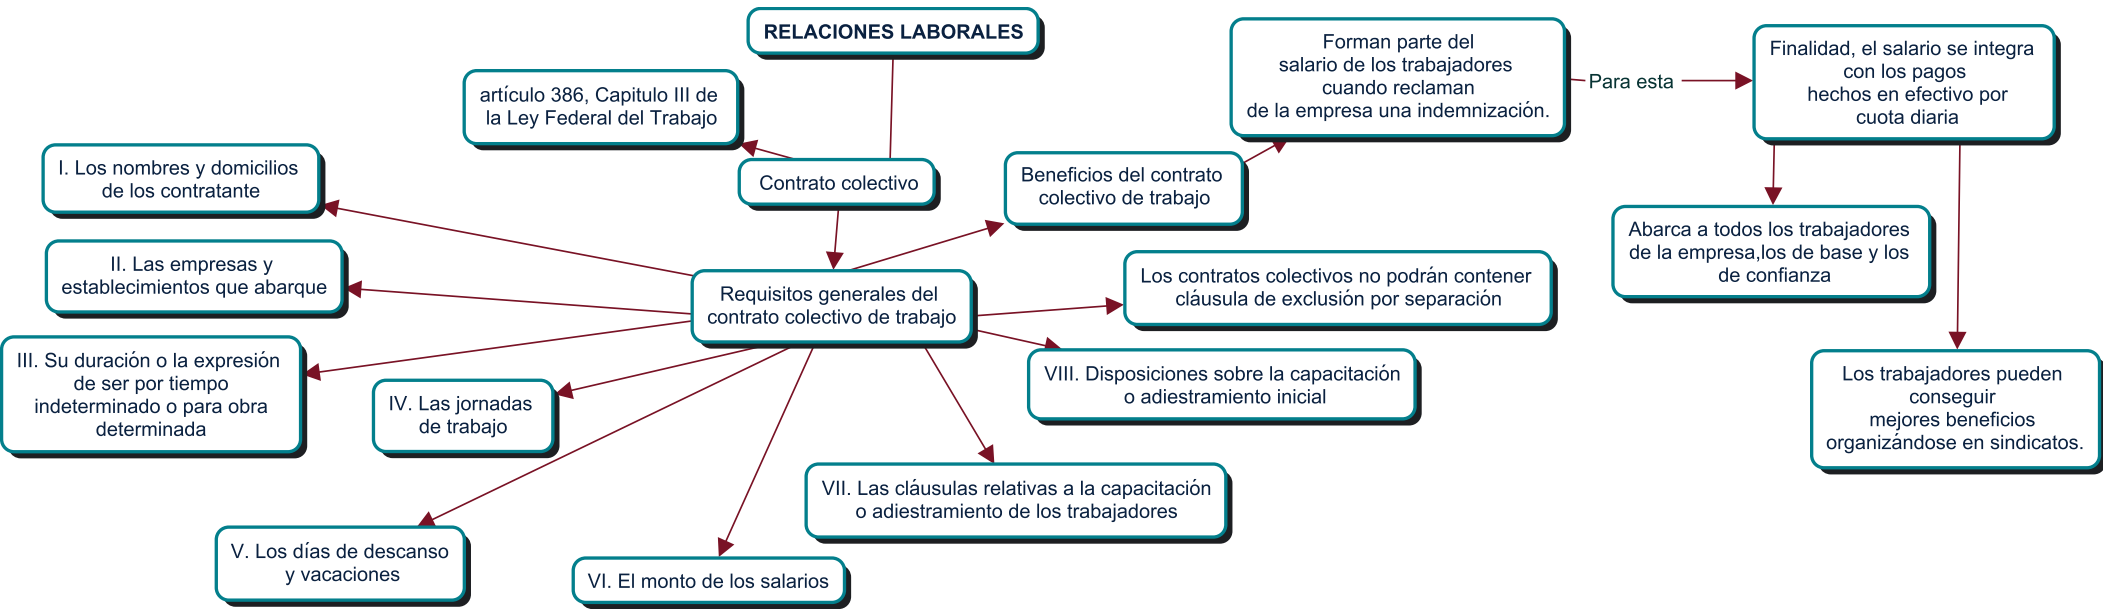 RELACIONES LABORALES
artículo 386, Capitulo III de
la Ley Federal del Trabajo
Contrato colectivo
Forman parte del
salario de los trabajadores
cuando reclaman
de la empresa una indemnización.
Para esta
Finalidad, el salario se integra
con los pagos
hechos en efectivo por
cuota diaria
I. Los nombres y domicilios
de los contratante
Beneficios del contrato
colectivo de trabajo
Abarca a todos los trabajadores
de la empresa,los de base y los
de confianza
II. Las empresas y
establecimientos que abarque
Requisitos generales del
contrato colectivo de trabajo
Los contratos colectivos no podrán contener
cláusula de exclusión por separación
III. Su duración o la expresión
de ser por tiempo
indeterminado o para obra
determinada
IV. Las jornadas
de trabajo
VIII. Disposiciones sobre la capacitación
o adiestramiento inicial
Los trabajadores pueden
conseguir
mejores beneficios
organizándose en sindicatos.
VII. Las cláusulas relativas a la capacitación
o adiestramiento de los trabajadores
V. Los días de descanso
y vacaciones
VI. El monto de los salarios